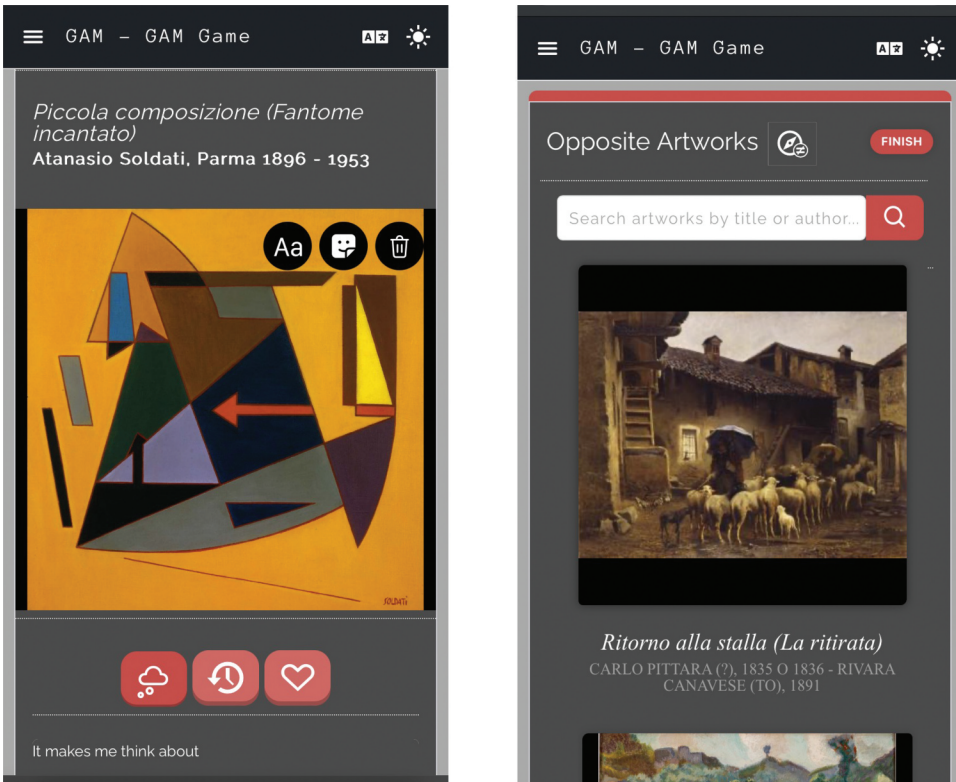 GAM – GAM Game
Piccola composizione (Fantome
incantato)
Atanasio Soldati, Parma 1896 - 1953
Aa
SOLDATI
It makes me think about
GAM – GAM Game
Opposite Artworks
FINISH
Search artworks by title or author...
...
Ritorno alla stalla (La ritirata)
CARLO PITTARA (?), 1835 O 1836 - RIVARA
CANAVESE (TO), 1891